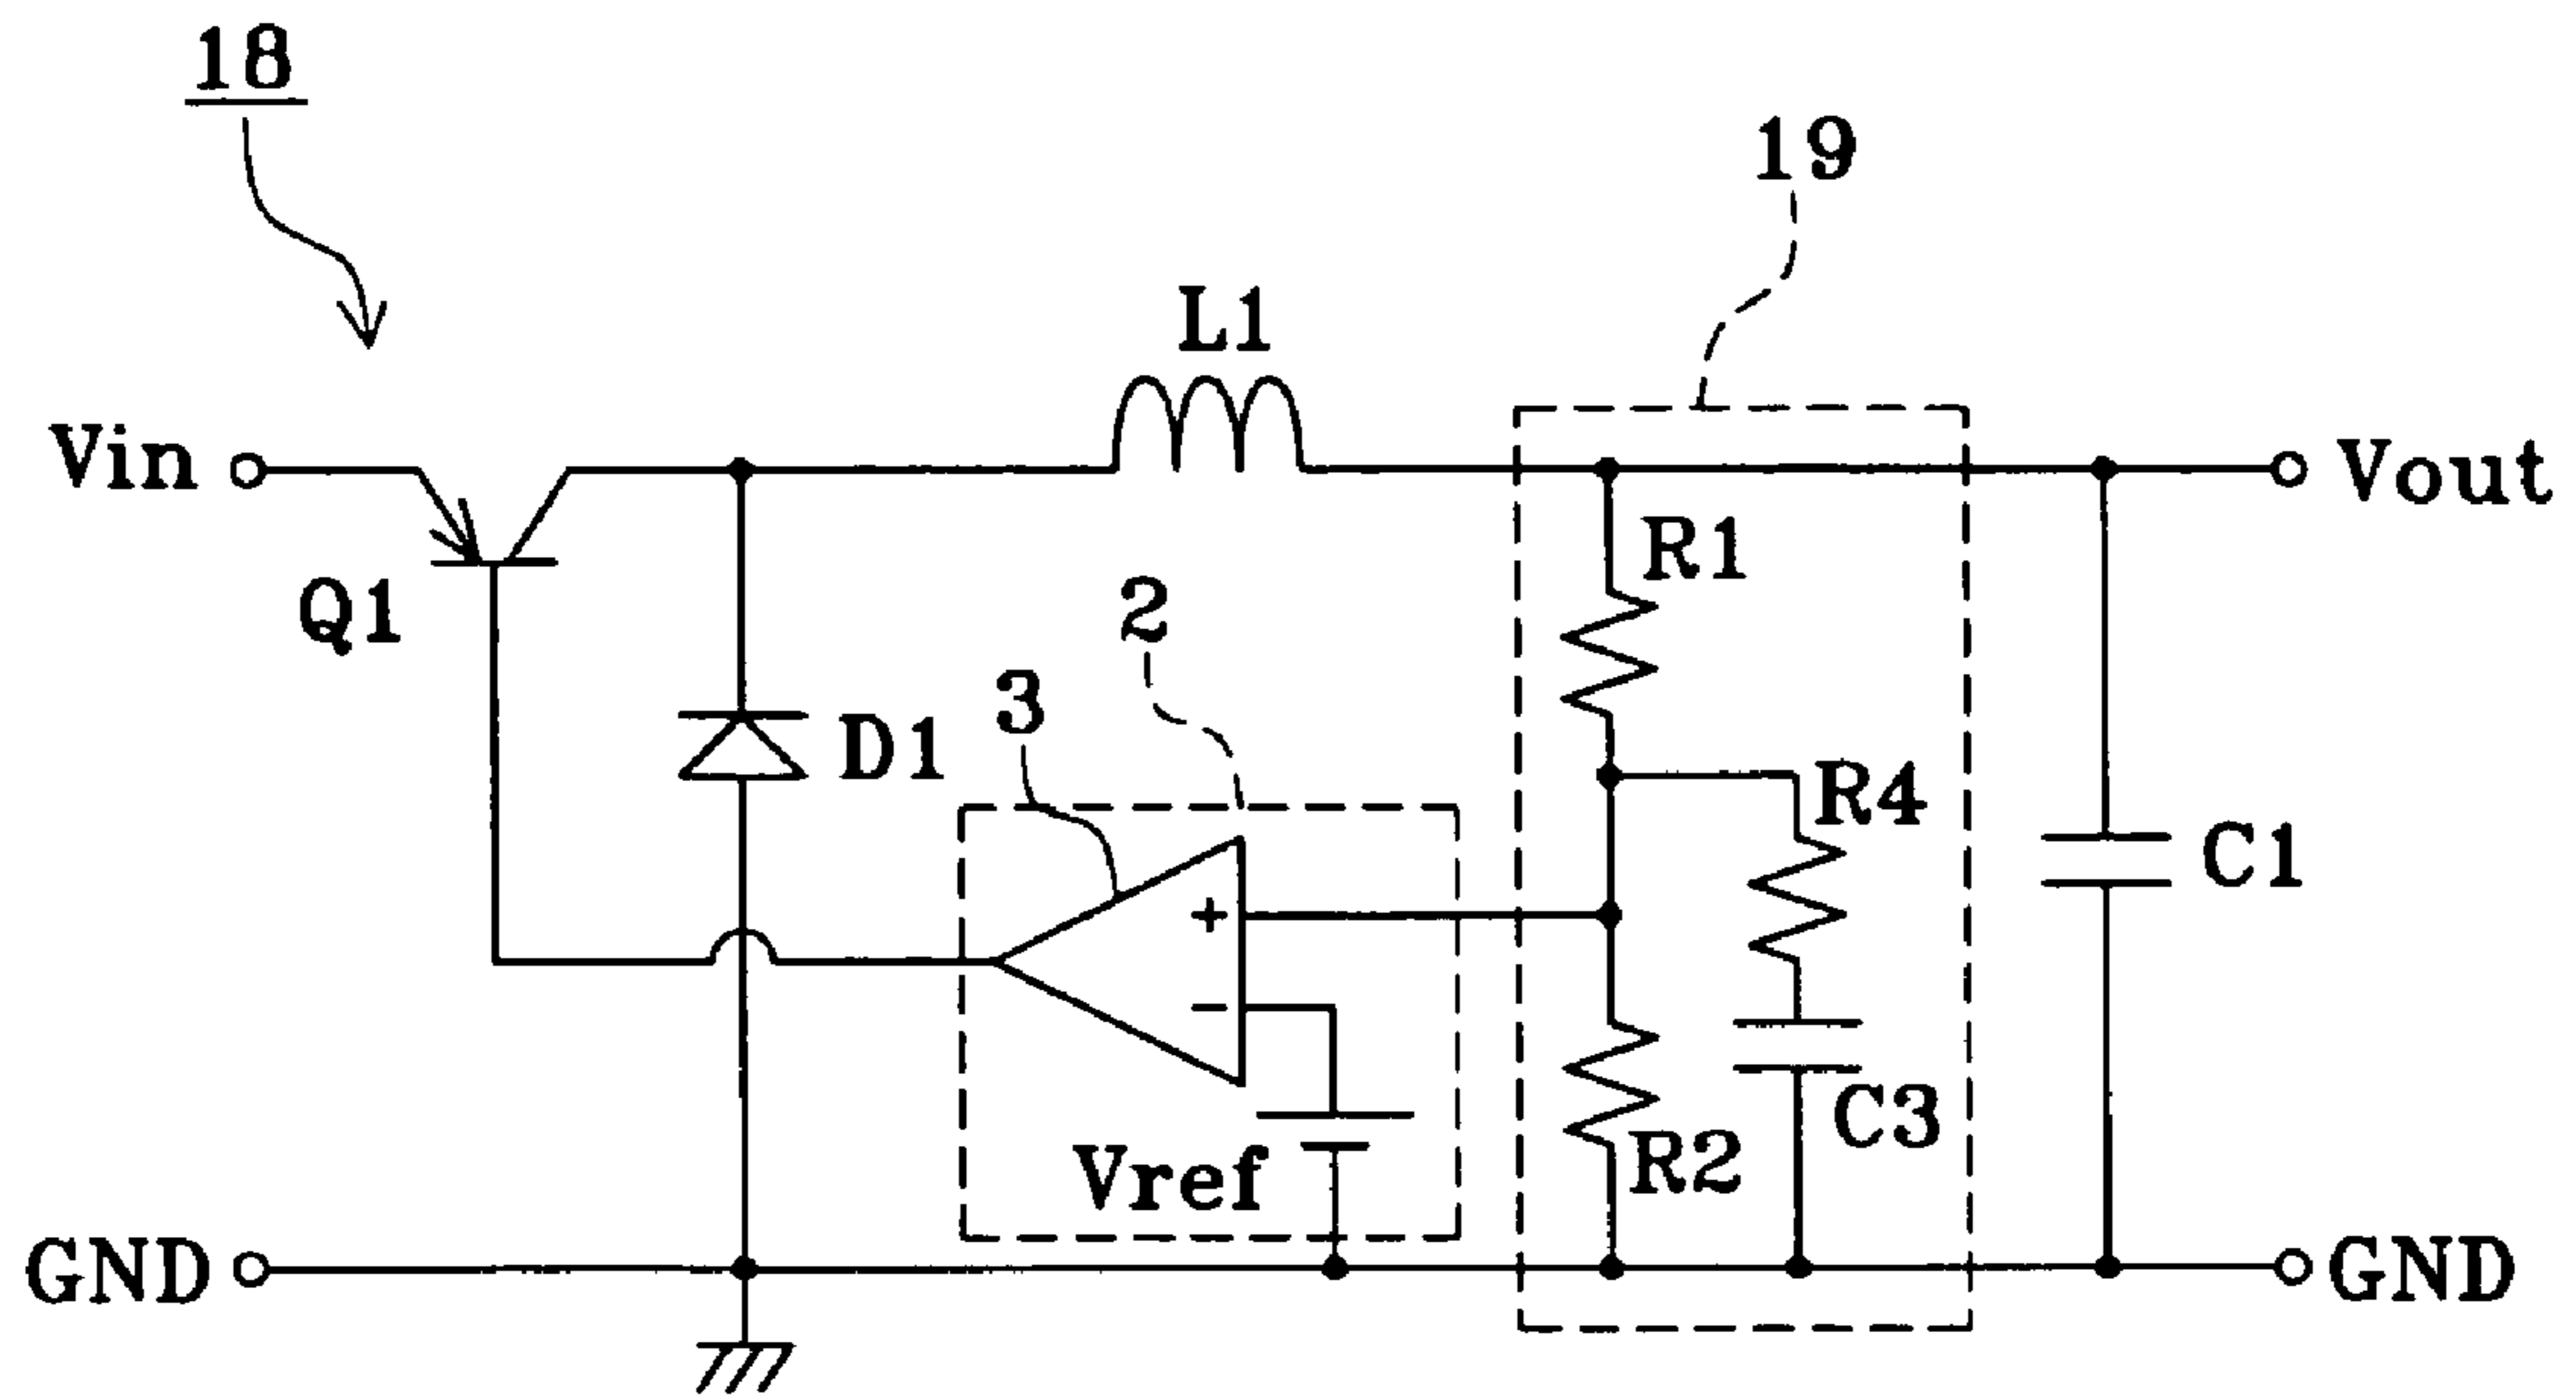 18
19
L1
Vin
Vout
R1
Q1
2
3
D1
R4
C1
+
−
C3
Vref
R2
GND
GND